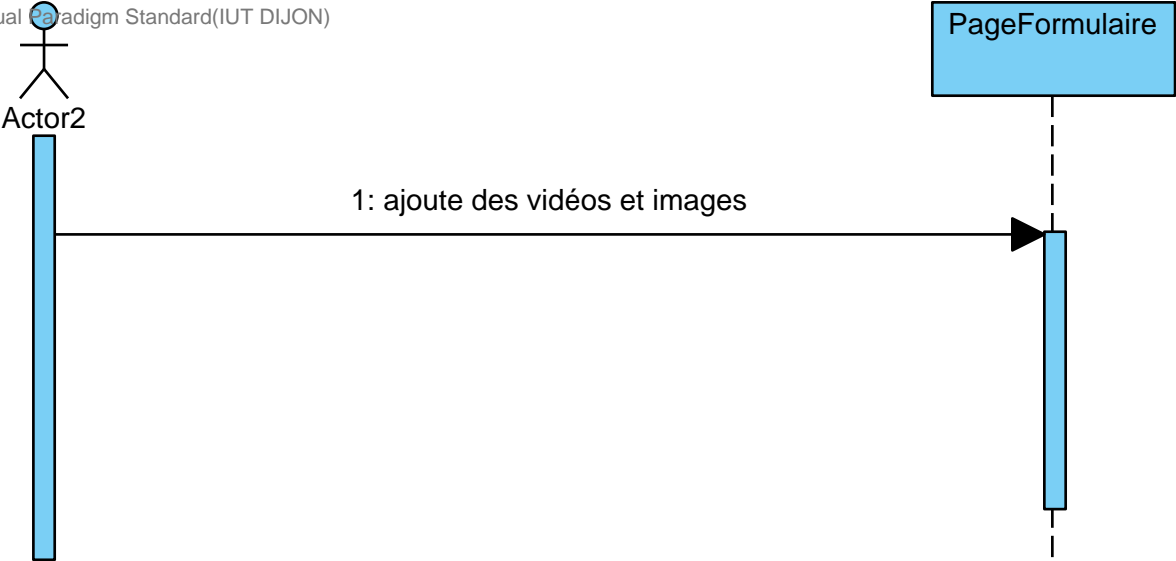 ual Paradigm Standard(IUT DIJON)
PageFormulaire
Actor2
1: ajoute des vidéos et images